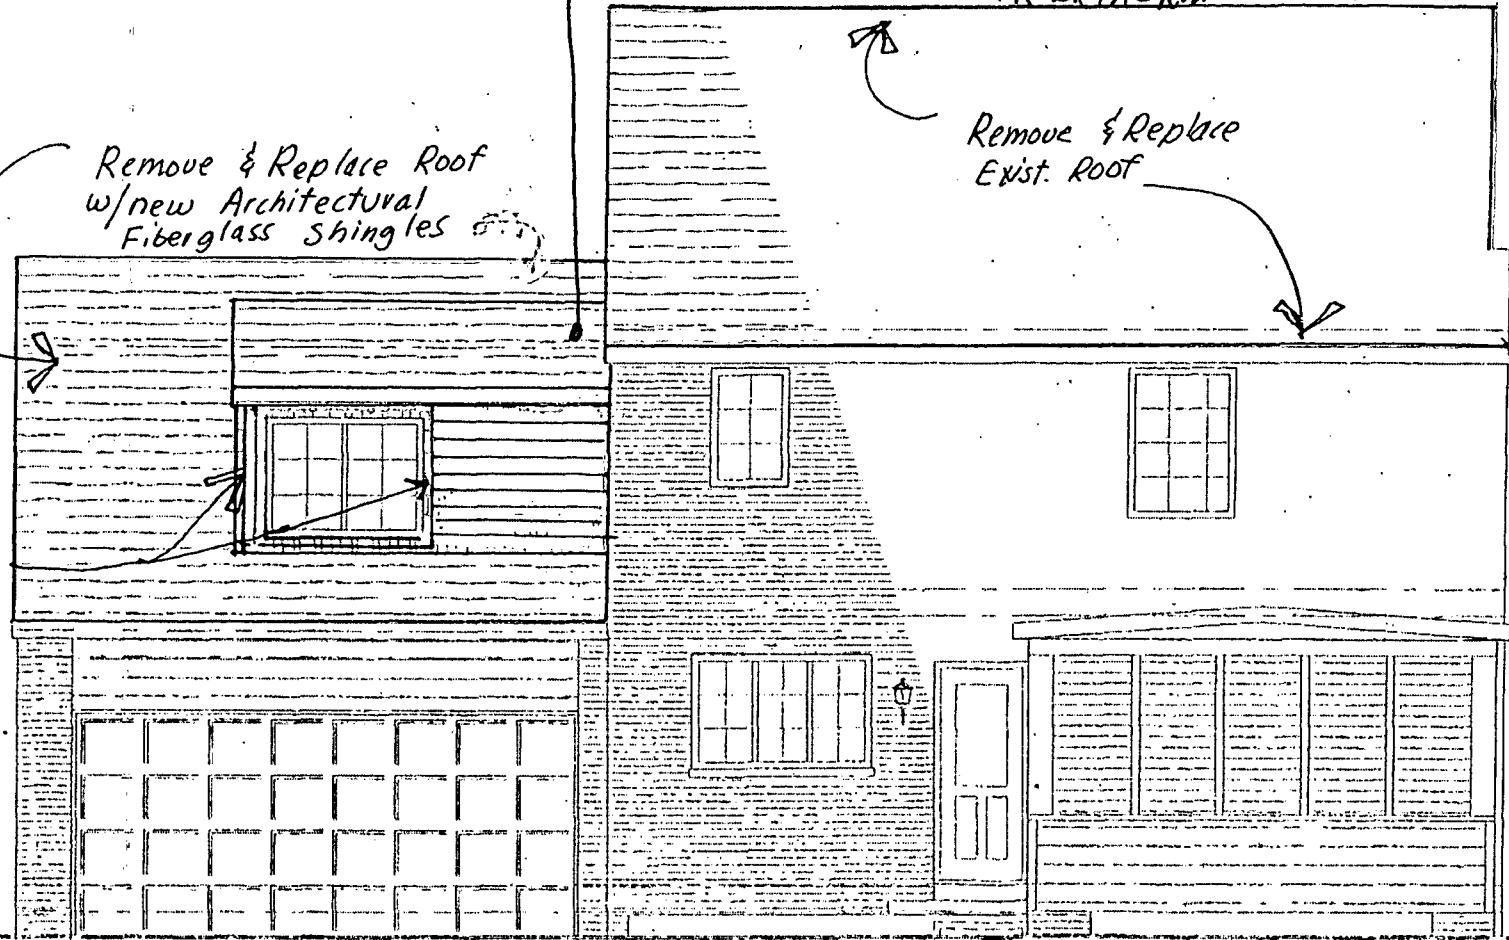 Remove & Replace Roof
w/new Architectural
Fiberglass Shingles
Remove & Replace
Exist. Roof